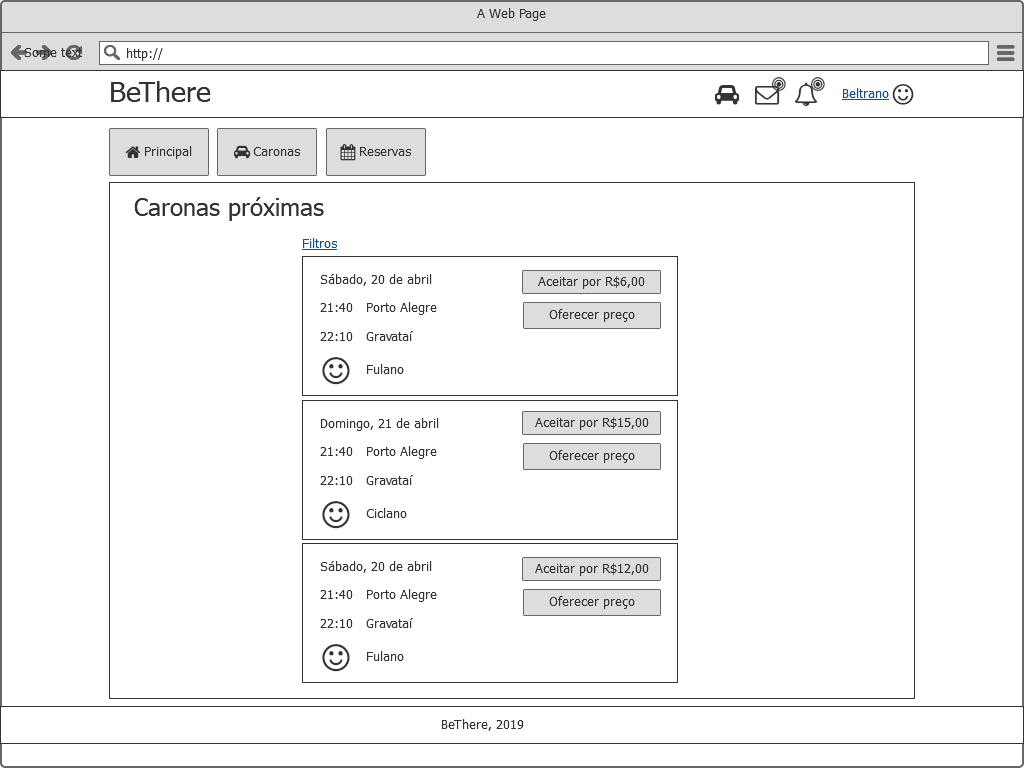 A Web Page
Some text
http://
BeThere
Beltrano
Principal
Caronas
Reservas
Caronas próximas
Filtros
Sábado, 20 de abril
Aceitar por R$6,00
21:40 Porto Alegre
Oferecer preço
22:10 Gravataí
Fulano
Domingo, 21 de abril
Aceitar por R$15,00
21:40 Porto Alegre
Oferecer preço
22:10 Gravataí
Ciclano
Sábado, 20 de abril
Aceitar por R$12,00
21:40 Porto Alegre
Oferecer preço
22:10 Gravataí
Fulano
BeThere, 2019